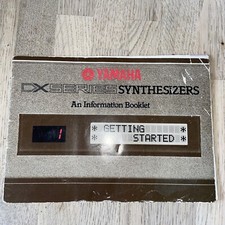 YAMAHA
DX SERIES SYNTHESIZERS
An Information Booklet
1
* GETTING *
* STARTED *